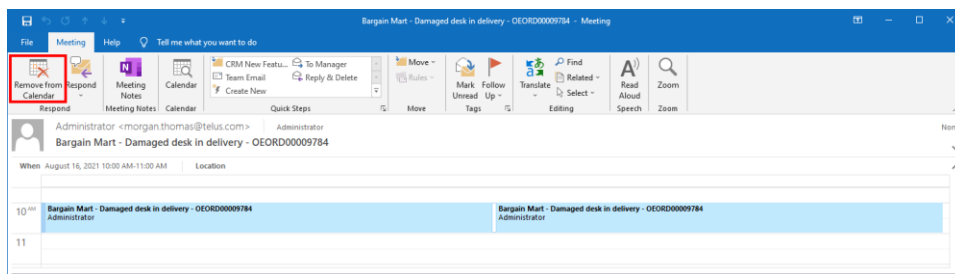 Bargain Mart - Damaged desk in delivery - OEORD00009784 - Meeting
File Meeting Help Tell me what you want to do
Remove from Calendar
Respond
Meeting Notes
Calendar
CRM New Featu... To Manager
Team Email Reply & Delete
Create New
Move
Rules
Mark Unread
Follow Up
Translate
Find
Related
Select
Read Aloud
Zoom
Respond Meeting Notes Calendar Quick Steps Move Tags Editing Speech Zoom
Administrator <morgan.thomas@telus.com> Administrator
Non
Bargain Mart - Damaged desk in delivery - OEORD00009784
When August 16, 2021 10:00 AM-11:00 AM Location
10 AM
Bargain Mart - Damaged desk in delivery - OEORD00009784
Administrator
Bargain Mart - Damaged desk in delivery - OEORD00009784
Administrator
11